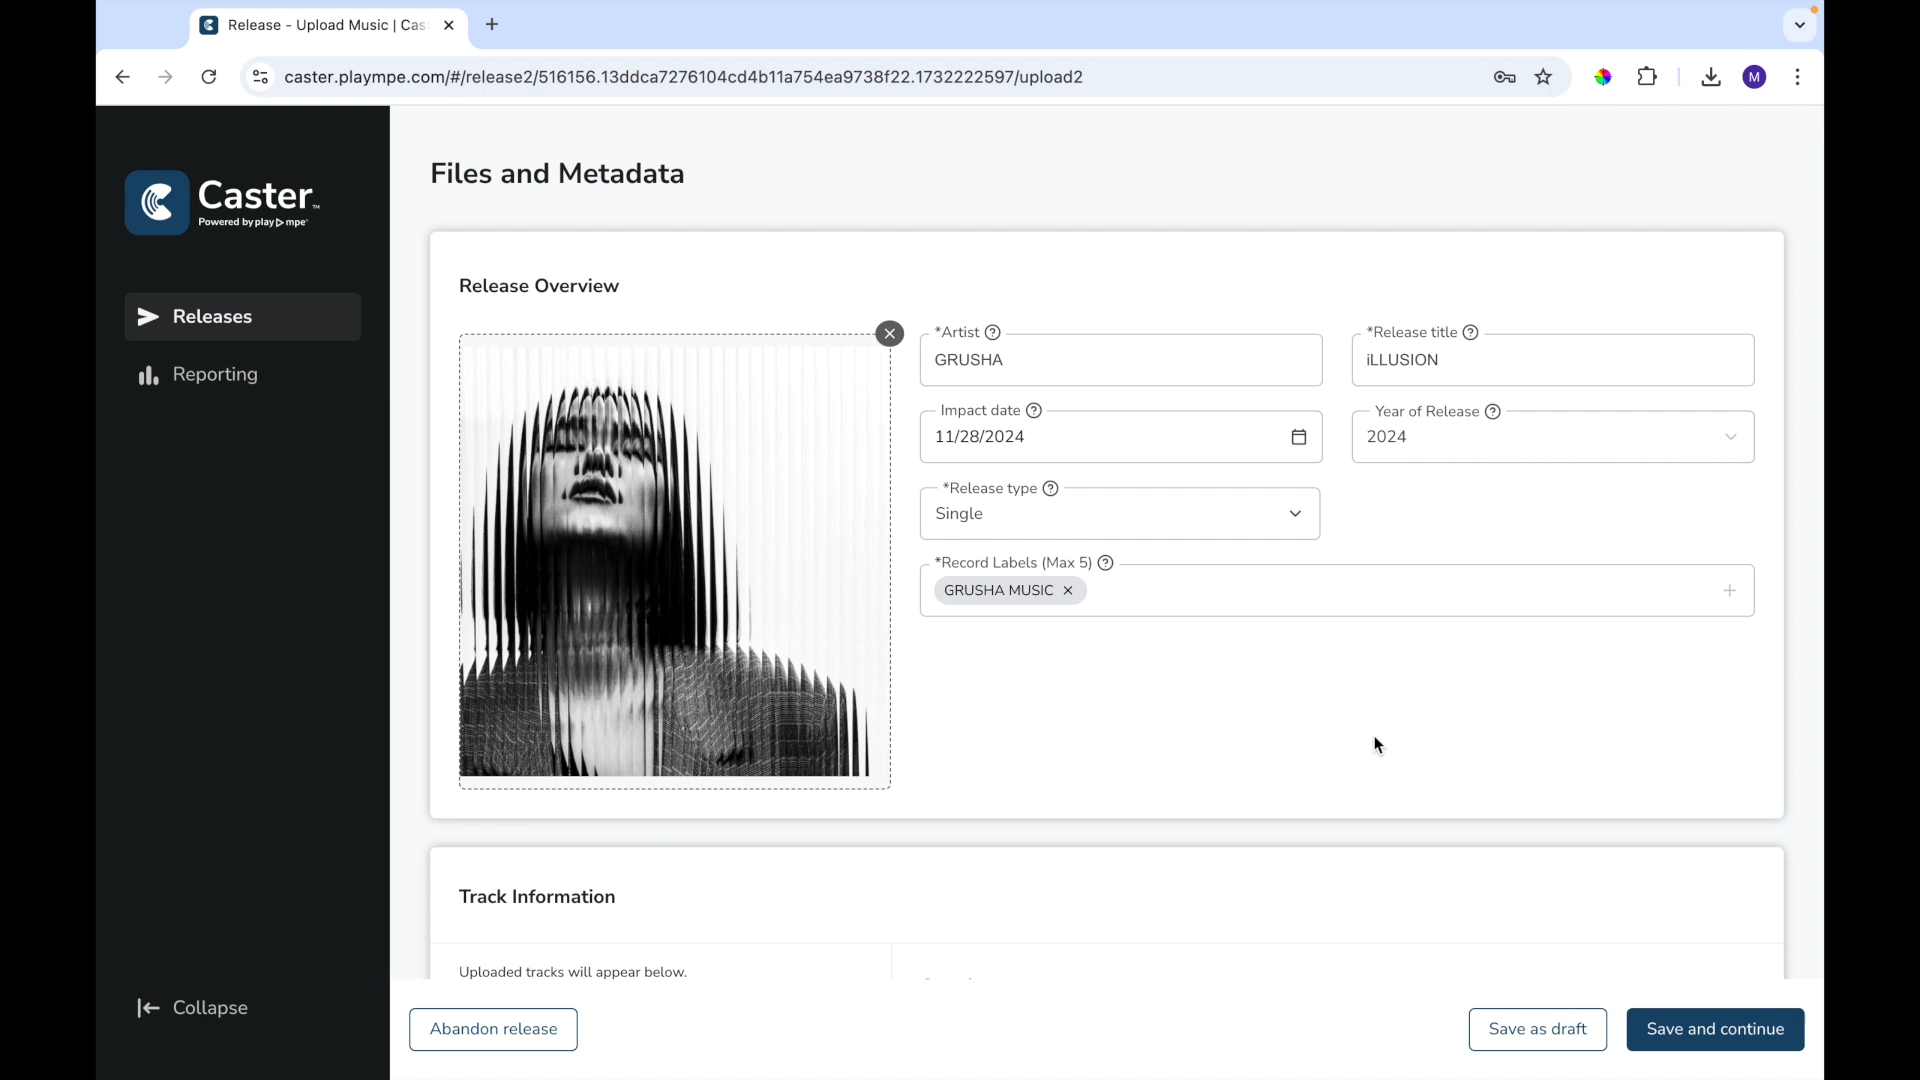 Release - Upload Music | Cas
caster.plaympe.com/#/release2/516156.13ddca7276104cd4b11a754ea9738f22.1732222597/upload2
M
Caster™
Powered by play mpe®
Releases
Reporting
Collapse
Files and Metadata
Release Overview
*Artist ?
GRUSHA
*Release title ?
iLLUSION
Impact date ?
11/28/2024
Year of Release ?
2024
*Release type ?
Single
*Record Labels (Max 5) ?
GRUSHA MUSIC
Track Information
Uploaded tracks will appear below.
Abandon release
Save as draft
Save and continue